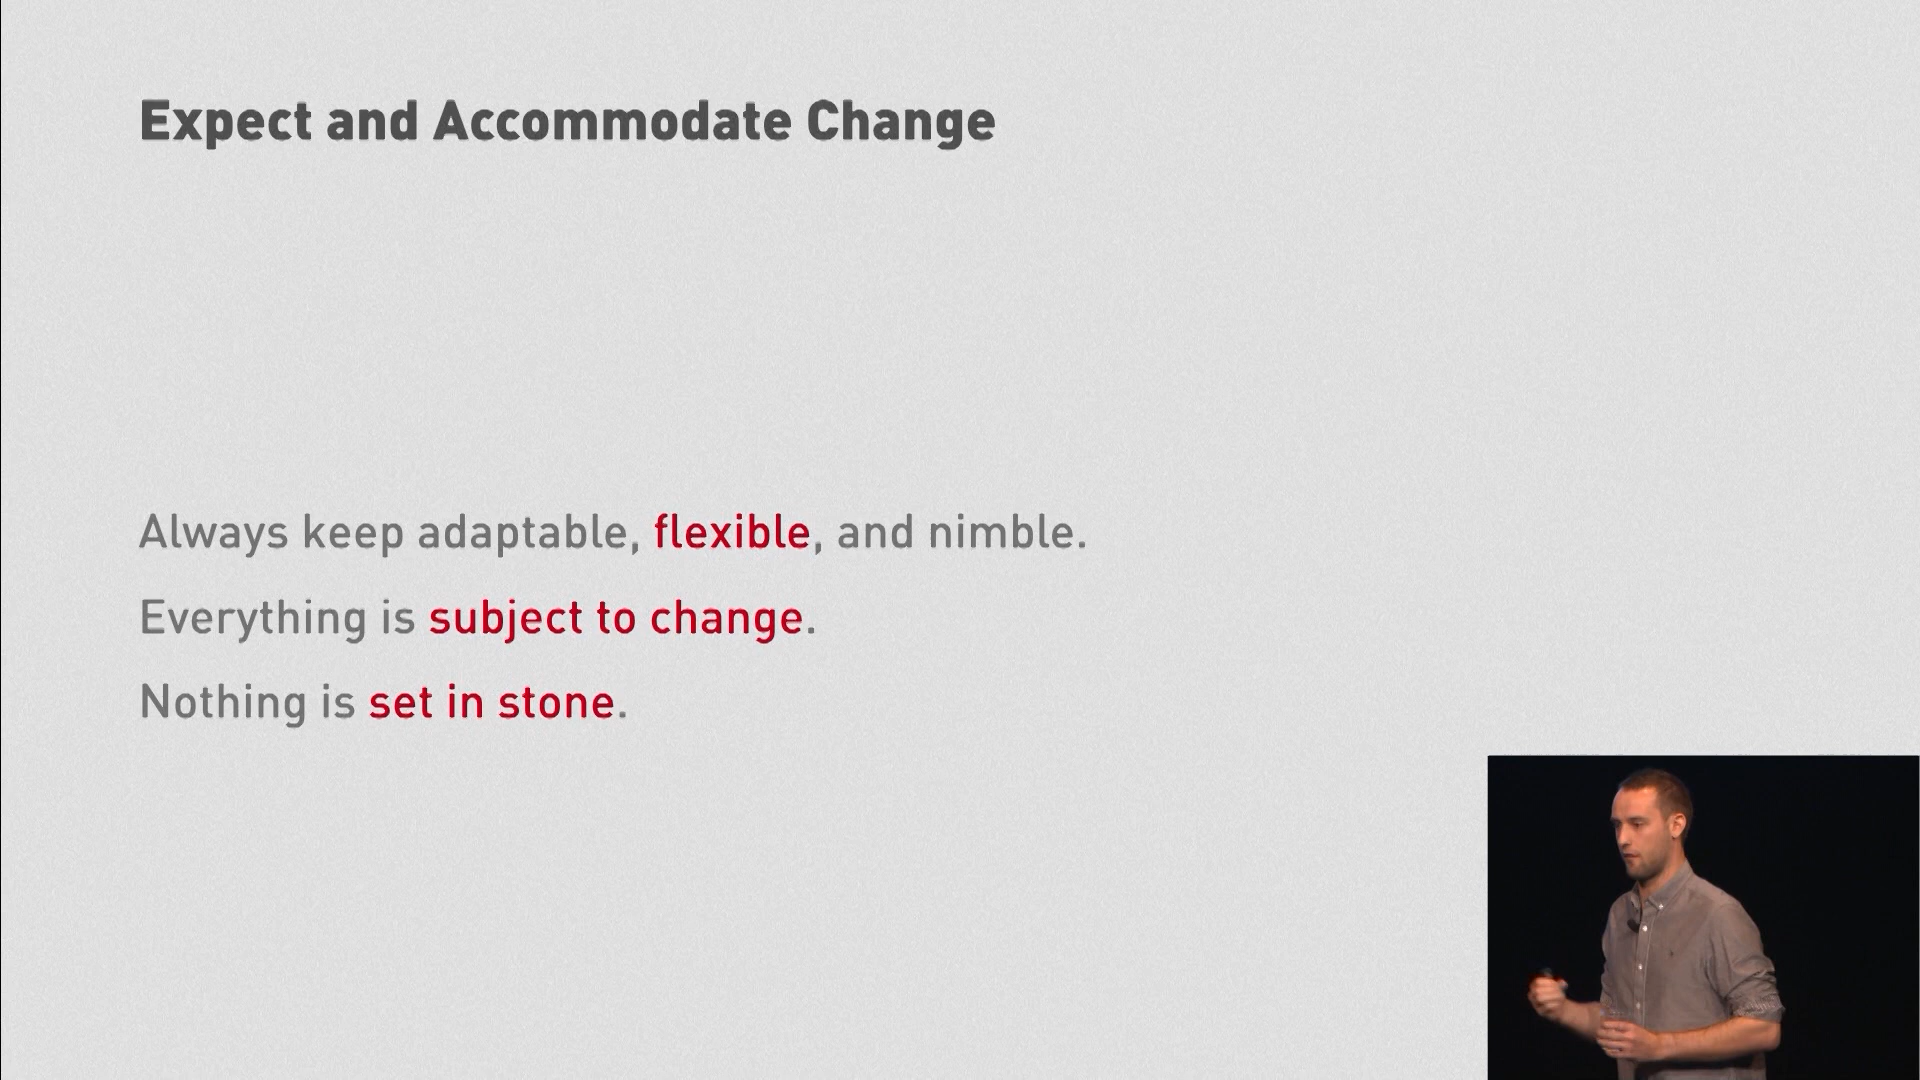 Expect and Accommodate Change
Always keep adaptable, flexible, and nimble.
Everything is subject to change.
Nothing is set in stone.